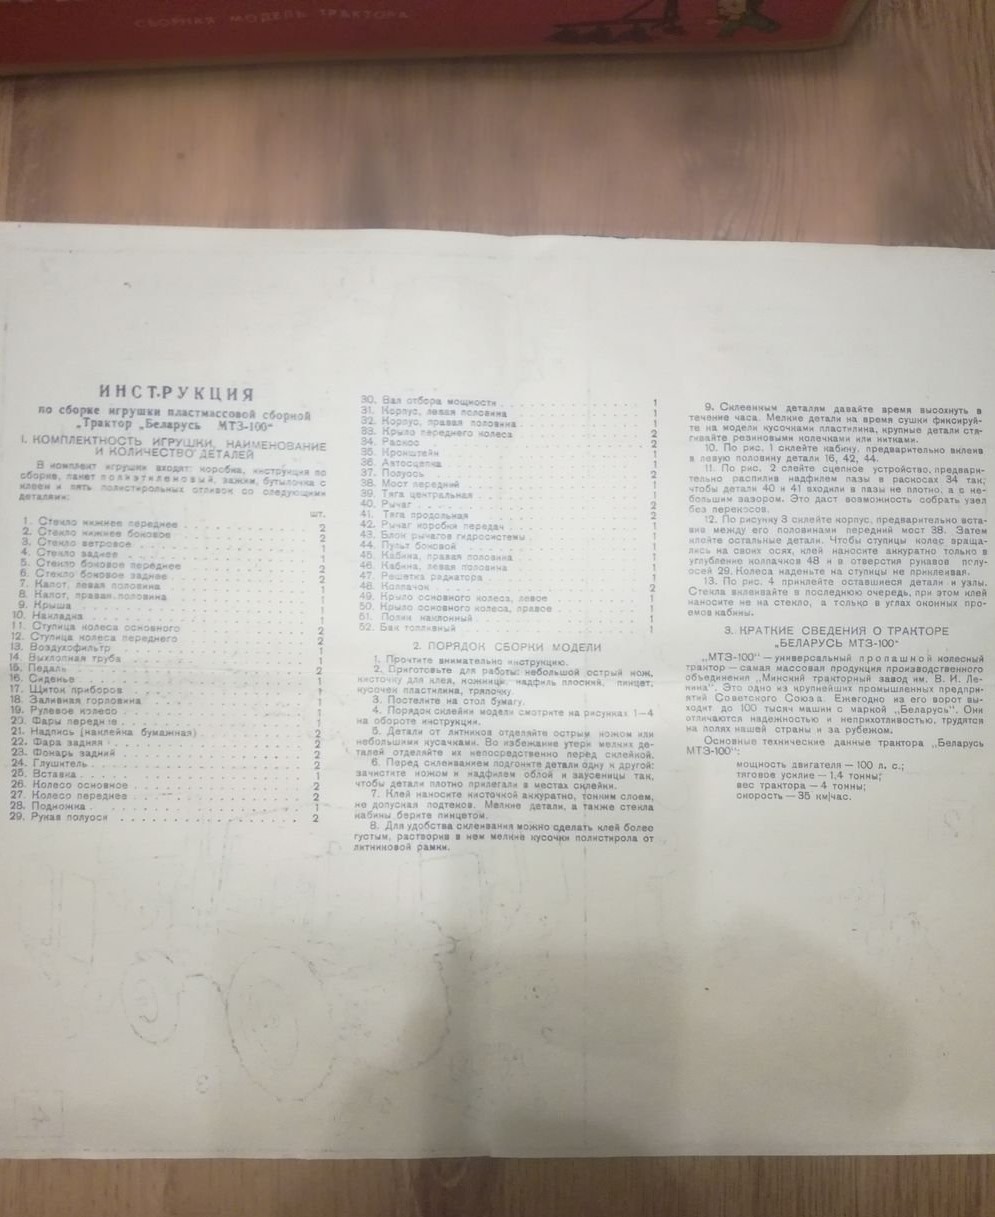 СБОРНАЯ МОДЕЛЬ ТРАКТОРА
ИНСТРУКЦИЯ
по сборке игрушки пластмассовой сборной
„Трактор „Беларусь МТЗ-100“
I. КОМПЛЕКТНОСТЬ ИГРУШКИ, НАИМЕНОВАНИЕ
И КОЛИЧЕСТВО ДЕТАЛЕЙ
В комплект игрушки входят: коробка, инструкция по
сборке, пакет полиэтиленовый, зажим, бутылочка с
клеем и пять полистирольных отливок со следующими
деталями:
шт.
1. Стекло нижнее переднее 2
2. Стекло нижнее боковое 2
3. Стекло ветровое 1
4. Стекло заднее 1
5. Стекло боковое переднее 2
6. Стекло боковое заднее 2
7. Капот, левая половина 1
8. Капот, правая половина 1
9. Крыша 1
10. Накладка 1
11. Ступица колеса основного 2
12. Ступица колеса переднего 2
13. Воздухофильтр 1
14. Выхлопная труба 1
15. Педаль 2
16. Сиденье 1
17. Щиток приборов 1
18. Заливная горловина 1
19. Рулевое колесо 1
20. Фары передние 1
21. Надпись (наклейка бумажная) 2
22. Фара задняя 2
23. Фонарь задний 2
24. Глушитель 2
25. Вставка 1
26. Колесо основное 2
27. Колесо переднее 2
28. Подножка 1
29. Рукав полуоси 2
30. Вал отбора мощности 1
31. Корпус, левая половина 1
32. Корпус, правая половина 1
33. Крыло переднего колеса 2
34. Раскос 2
35. Кронштейн 1
36. Автосцепка 1
37. Полуось 2
38. Мост передний 1
39. Тяга центральная 1
40. Рычаг 2
41. Тяга продольная 2
42. Рычаг коробки передач 1
43. Блок рычагов гидросистемы 1
44. Пульт боковой 1
45. Кабина, правая половина 1
46. Кабина, левая половина 1
47. Решетка радиатора 1
48. Колпачок 2
49. Крыло основного колеса, левое 1
50. Крыло основного колеса, правое 1
51. Полик наклонный 1
52. Бак топливный 1
2. ПОРЯДОК СБОРКИ МОДЕЛИ
1. Прочтите внимательно инструкцию.
2. Приготовьте для работы: небольшой острый нож,
кисточку для клея, ножницы, надфиль плоский, пинцет,
кусочек пластилина, тряпочку.
3. Постелите на стол бумагу.
4. Порядок склейки модели смотрите на рисунках 1—4
на обороте инструкции.
5. Детали от литников отделяйте острым ножом или
небольшими кусачками. Во избежание утери мелких де-
талей отделяйте их непосредственно перед склейкой.
6. Перед склеиванием подгоните детали одну к другой:
зачистите ножом и надфилем облой и заусеницы так,
чтобы детали плотно прилегали в местах склейки.
7. Клей наносите кисточкой аккуратно, тонким слоем,
не допуская подтеков. Мелкие детали, а также стекла
кабины берите пинцетом.
8. Для удобства склеивания можно сделать клей более
густым, растворив в нем мелкие кусочки полистирола от
литниковой рамки.
9. Склеенным деталям давайте время высохнуть в
течение часа. Мелкие детали на время сушки фиксируй-
те на модели кусочками пластилина, крупные детали стя-
гивайте резиновыми колечками или нитками.
10. По рис. 1 склейте кабину, предварительно вклеив
в левую половину детали 16, 42, 44.
11. По рис. 2 слейте сцепное устройство, предвари-
тельно распилив надфилем пазы в раскосах 34 так,
чтобы детали 40 и 41 входили в пазы не плотно, а с не-
большим зазором. Это даст возможность собрать узел
без перекосов.
12. По рисунку 3 склейте корпус, предварительно вста-
вив между его половинами передний мост 38. Затем
клейте остальные детали. Чтобы ступицы колес враща-
лись на своих осях, клей наносите аккуратно только в
углубление колпачков 48 и в отверстия рукавов полу-
осей 29. Колеса наденьте на ступицы не приклеивая.
13. По рис. 4 приклейте оставшиеся детали и узлы.
Стекла вклеивайте в последнюю очередь, при этом клей
наносите не на стекло, а только в углах оконных про-
емов кабины.
3. КРАТКИЕ СВЕДЕНИЯ О ТРАКТОРЕ
„БЕЛАРУСЬ МТЗ-100“
„МТЗ-100“ — универсальный пропашной колесный
трактор — самая массовая продукция производственного
объединения „Минский тракторный завод им. В. И. Ле-
нина“. Это одно из крупнейших промышленных предпри-
ятий Советского Союза. Ежегодно из его ворот вы-
ходит до 100 тысяч машин с маркой „Беларусь“. Они
отличаются надежностью и неприхотливостью, трудятся
на полях нашей страны и за рубежом.
Основные технические данные трактора „Беларусь
МТЗ-100“:
мощность двигателя — 100 л. с.;
тяговое усилие — 1,4 тонны;
вес трактора — 4 тонны;
скорость — 35 км/час.